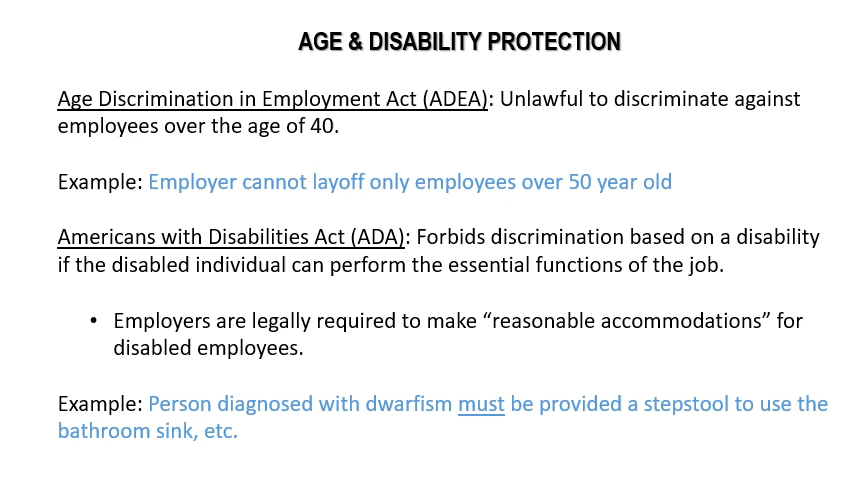 AGE & DISABILITY PROTECTION
Age Discrimination in Employment Act (ADEA): Unlawful to discriminate against
employees over the age of 40.
Example: Employer cannot layoff only employees over 50 year old
Americans with Disabilities Act (ADA): Forbids discrimination based on a disability
if the disabled individual can perform the essential functions of the job.
• Employers are legally required to make “reasonable accommodations” for
disabled employees.
Example: Person diagnosed with dwarfism must be provided a stepstool to use the
bathroom sink, etc.